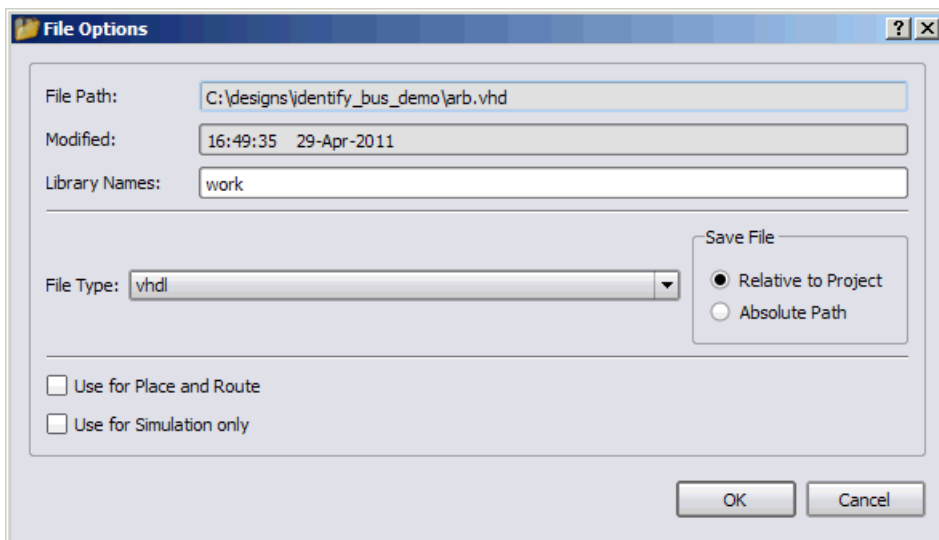 File Options
File Path: C:\designs\identify_bus_demo\arb.vhd
Modified: 16:49:35 29-Apr-2011
Library Names: work
Save File
File Type: vhdl
Relative to Project
Absolute Path
Use for Place and Route
Use for Simulation only
OK Cancel